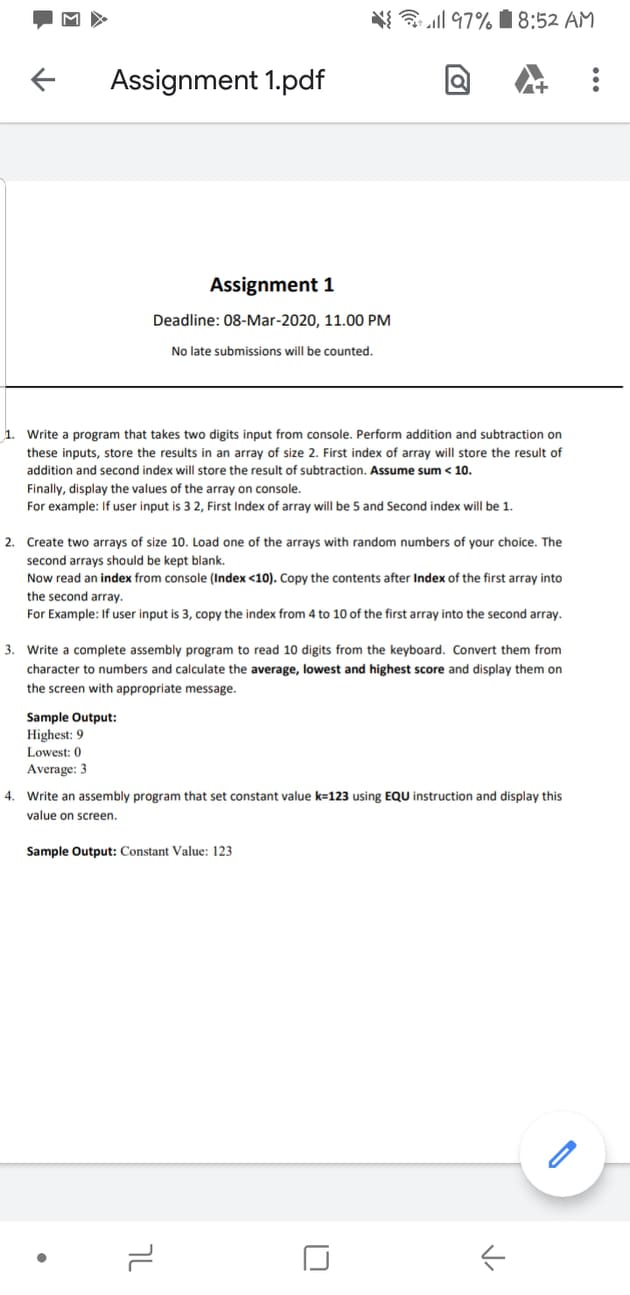 97% 8:52 AM
Assignment 1.pdf
Assignment 1
Deadline: 08-Mar-2020, 11.00 PM
No late submissions will be counted.
1. Write a program that takes two digits input from console. Perform addition and subtraction on
these inputs, store the results in an array of size 2. First index of array will store the result of
addition and second index will store the result of subtraction. Assume sum < 10.
Finally, display the values of the array on console.
For example: If user input is 3 2, First Index of array will be 5 and Second index will be 1.
2. Create two arrays of size 10. Load one of the arrays with random numbers of your choice. The
second arrays should be kept blank.
Now read an index from console (Index <10). Copy the contents after Index of the first array into
the second array.
For Example: If user input is 3, copy the index from 4 to 10 of the first array into the second array.
3. Write a complete assembly program to read 10 digits from the keyboard. Convert them from
character to numbers and calculate the average, lowest and highest score and display them on
the screen with appropriate message.
Sample Output:
Highest: 9
Lowest: 0
Average: 3
4. Write an assembly program that set constant value k=123 using EQU instruction and display this
value on screen.
Sample Output: Constant Value: 123